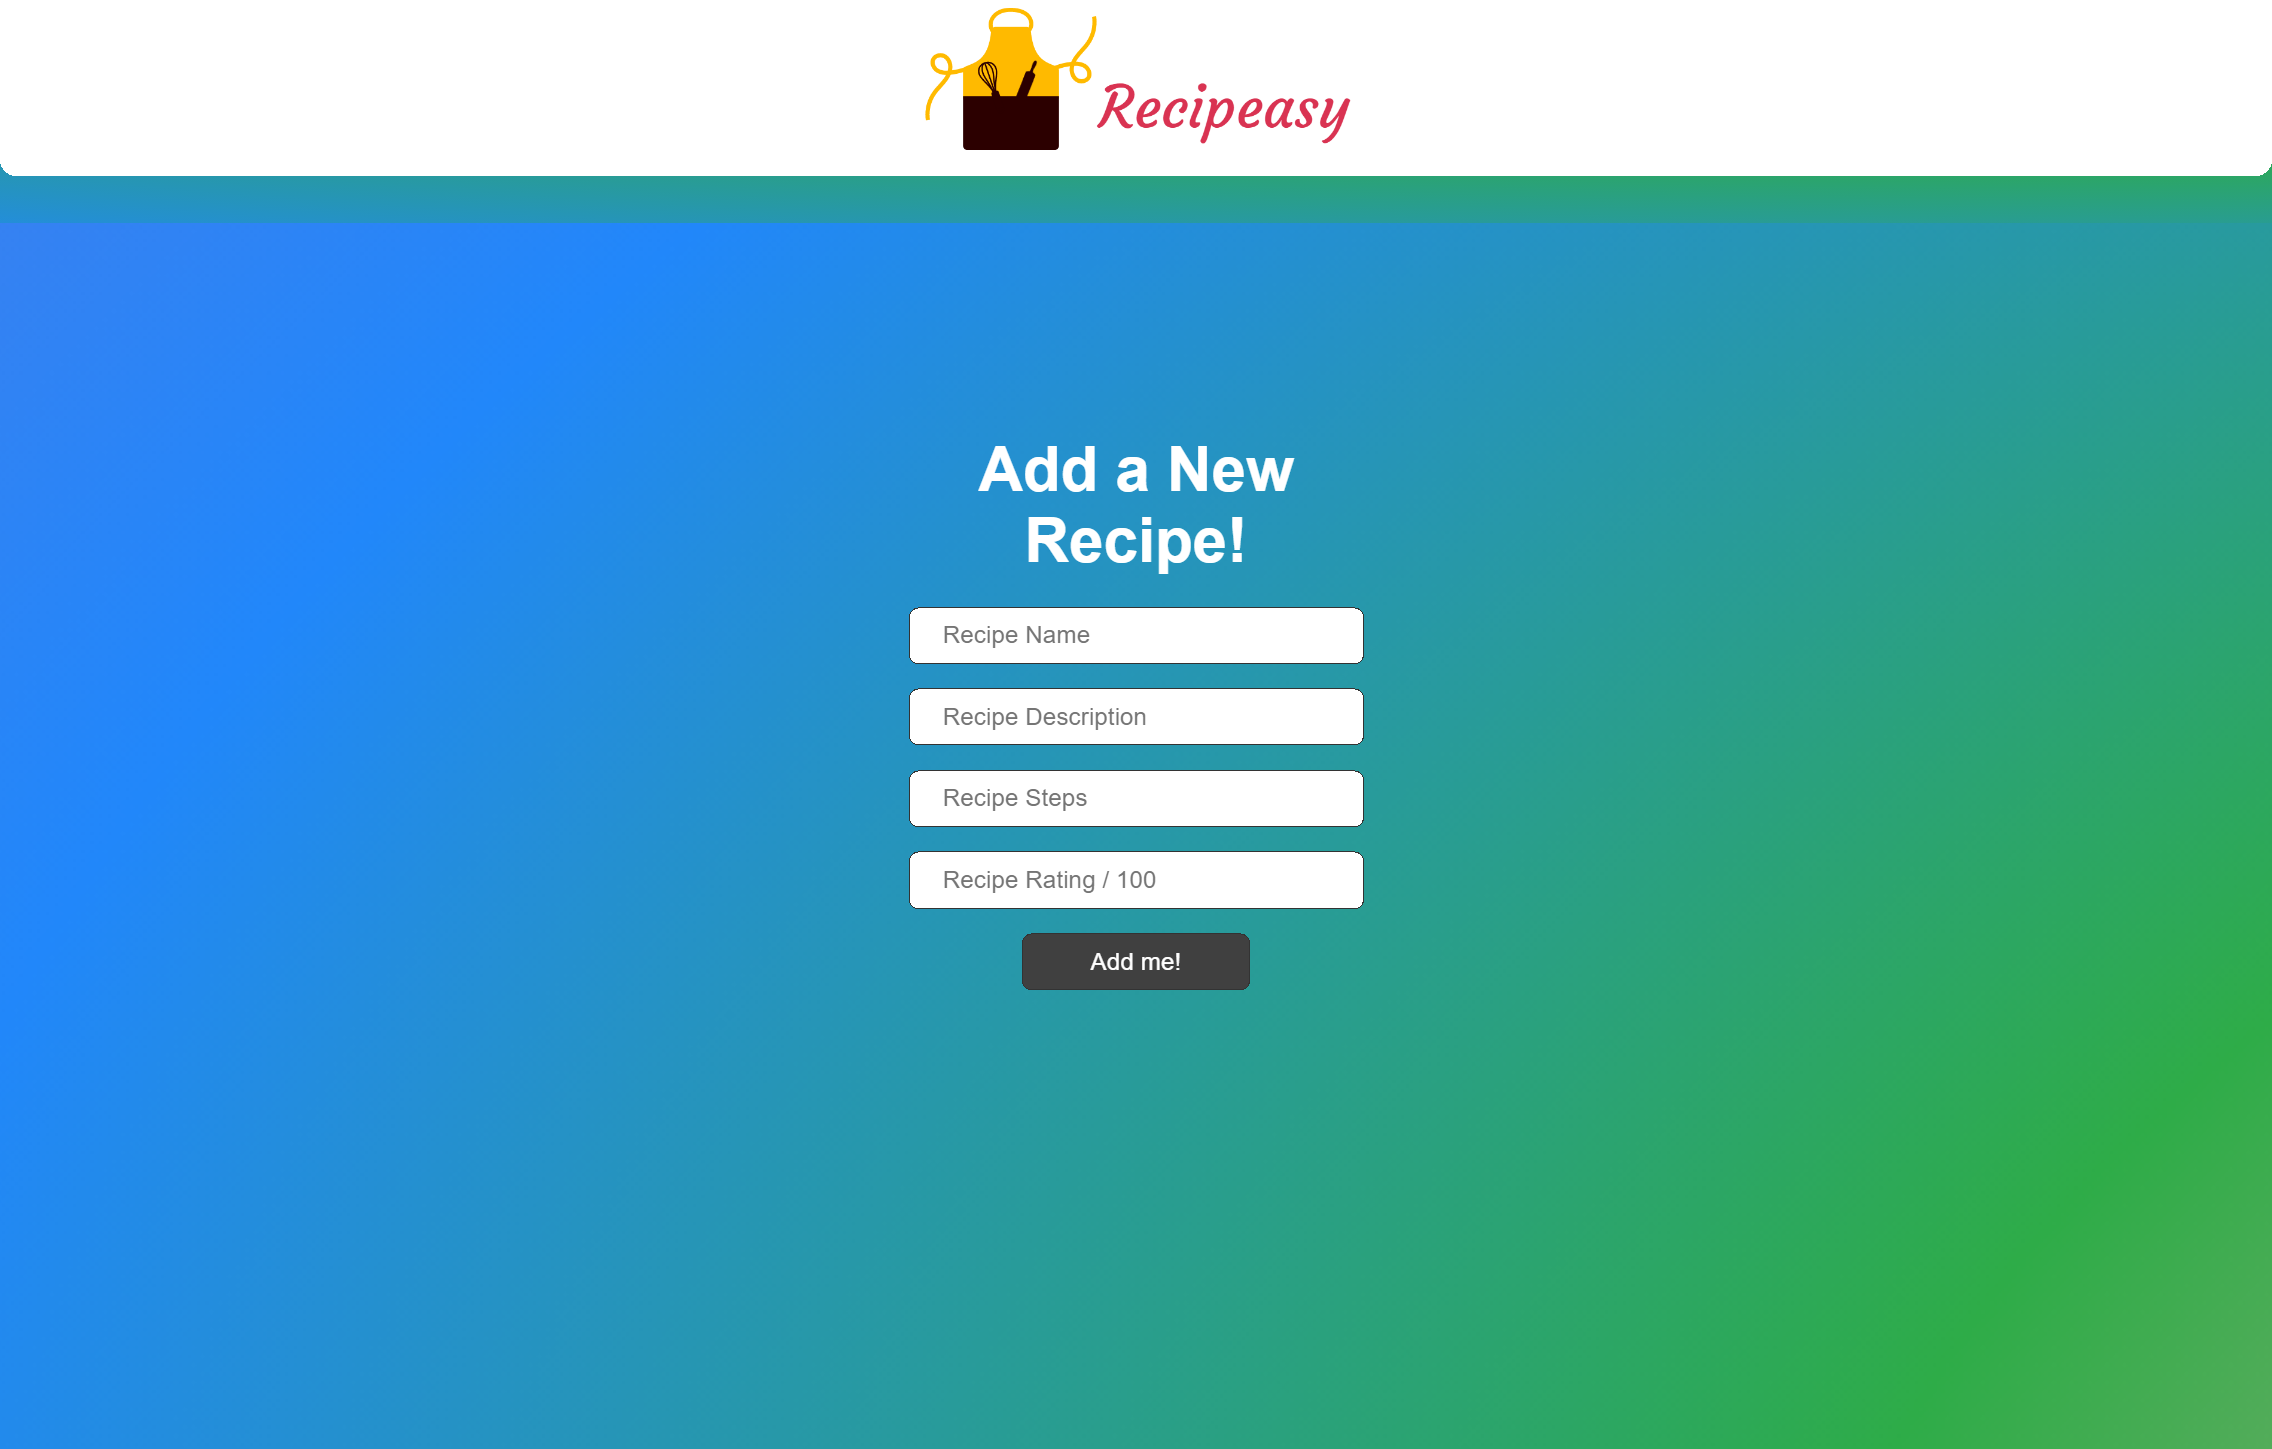 Recipeasy
Add a New
Recipe!
Recipe Name
Recipe Description
Recipe Steps
Recipe Rating / 100
Add me!